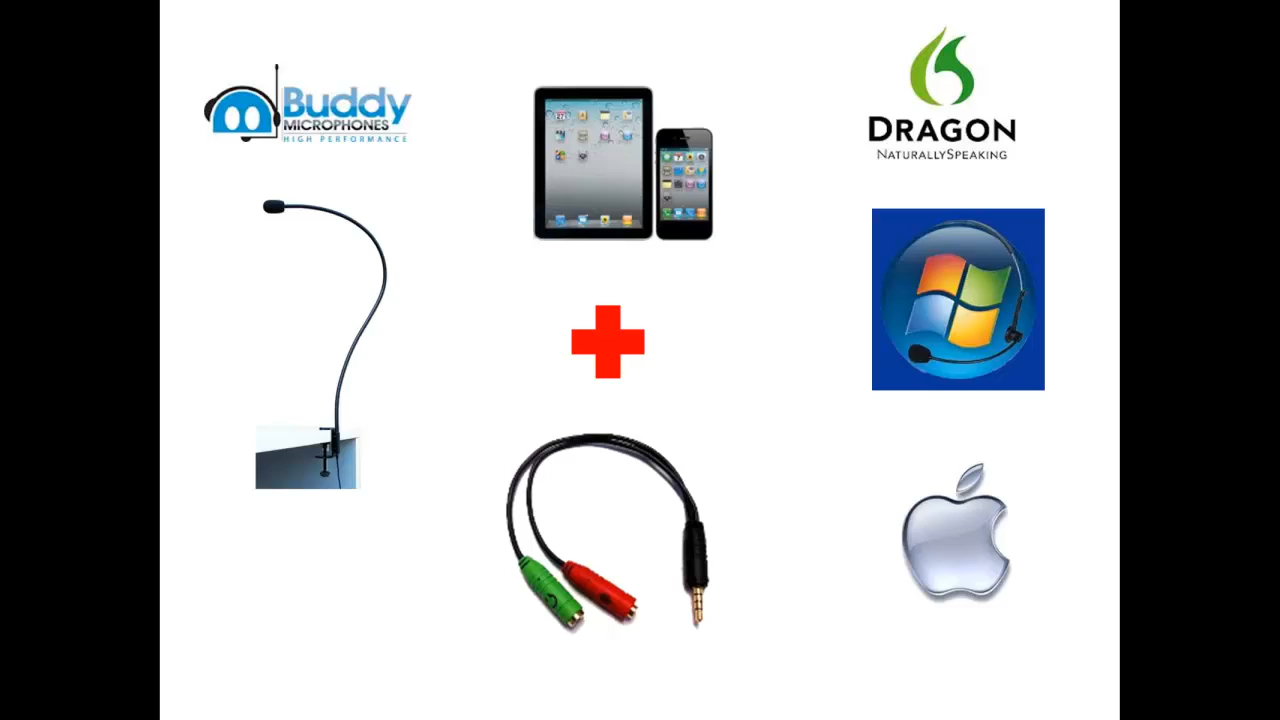 Buddy
MICROPHONES
HIGH PERFORMANCE
DRAGON
NATURALLYSPEAKING